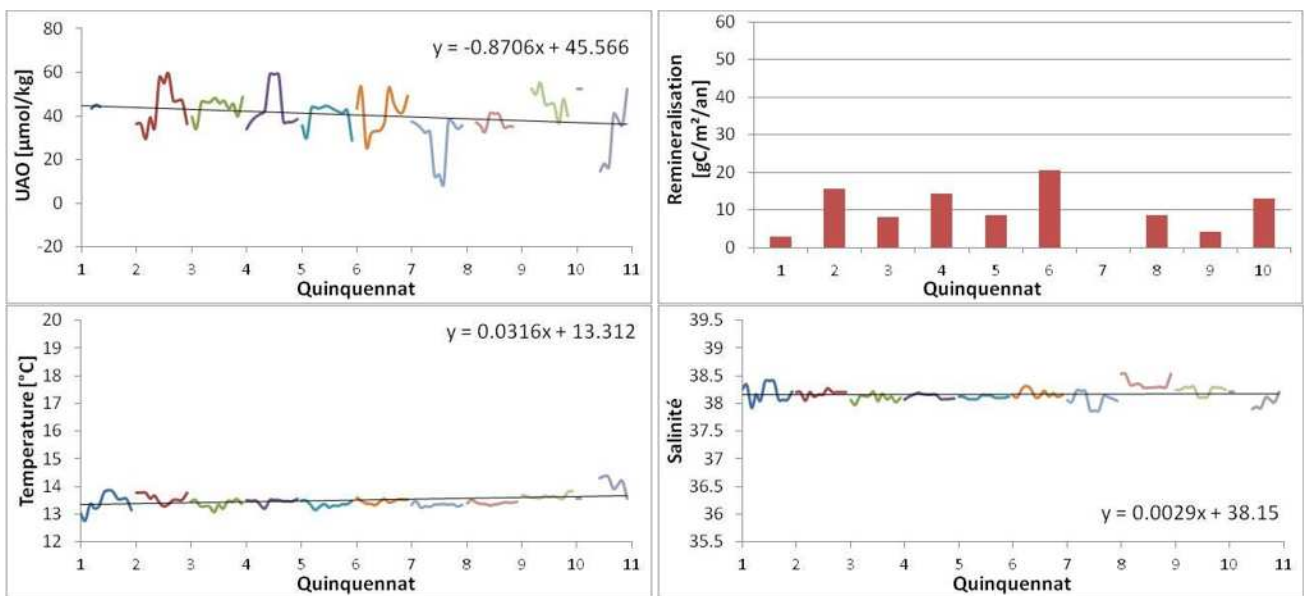 80
60
40
20
0
-20
UAO [µmol/kg]
y = -0.8706x + 45.566
1 2 3 4 5 6 7 8 9 10 11
Quinquennat
60
50
40
30
20
10
0
Remineralisation
[gC/m²/an]
1 2 3 4 5 6 7 8 9 10
Quinquennat
20
19
18
17
16
15
14
13
12
Temperature [°C]
y = 0.0316x + 13.312
1 2 3 4 5 6 7 8 9 10 11
Quinquennat
39.5
39
38.5
38
37.5
37
36.5
36
35.5
Salinité
y = 0.0029x + 38.15
1 2 3 4 5 6 7 8 9 10 11
Quinquennat